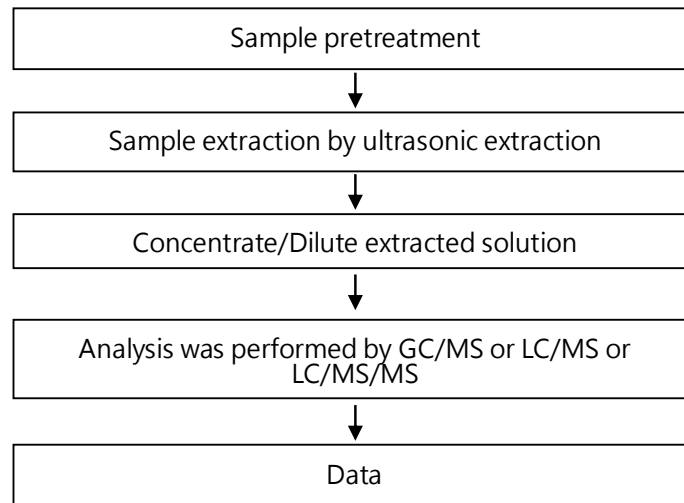 Sample pretreatment
Sample extraction by ultrasonic extraction
Concentrate/Dilute extracted solution
Analysis was performed by GC/MS or LC/MS or
LC/MS/MS
Data